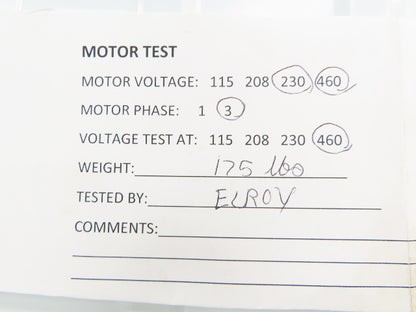 MOTOR TEST
MOTOR VOLTAGE: 115 208 230 460
MOTOR PHASE: 1 3
VOLTAGE TEST AT: 115 208 230 460
WEIGHT: 175 lbs
TESTED BY: ELROY
COMMENTS: